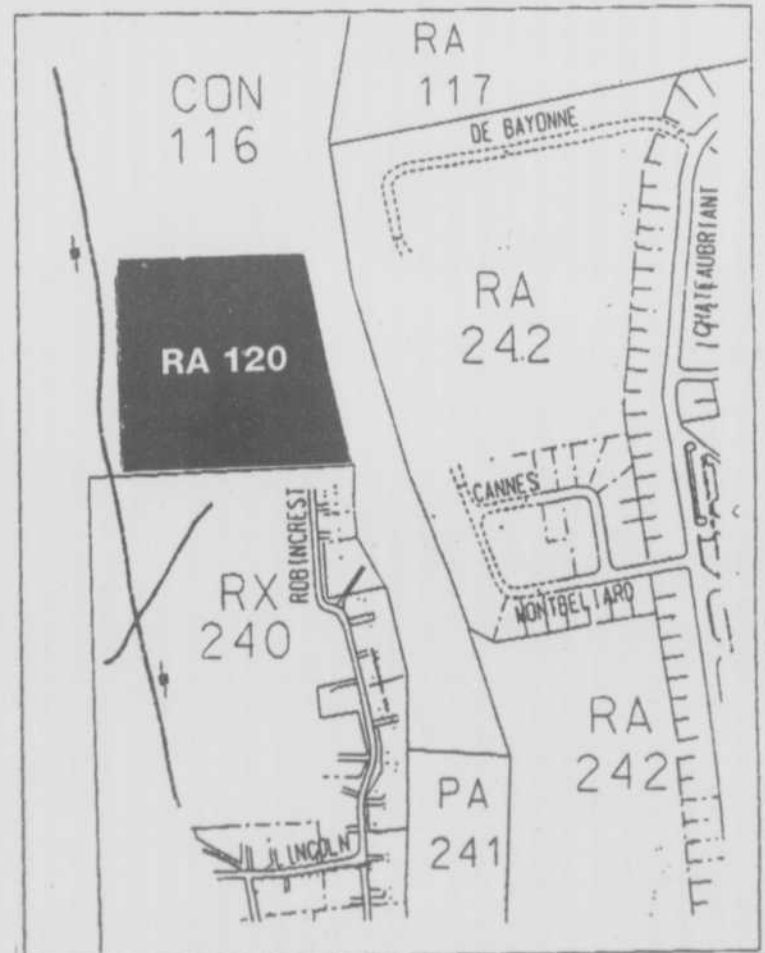 RA
117
CON
116
DE BAYONNE
CHATEAUBRIANT
RA
242
RA 120
CANNES
ROBINCREST
RX
240
MONTBELIARD
RA
242
PA
241
LINCOLN